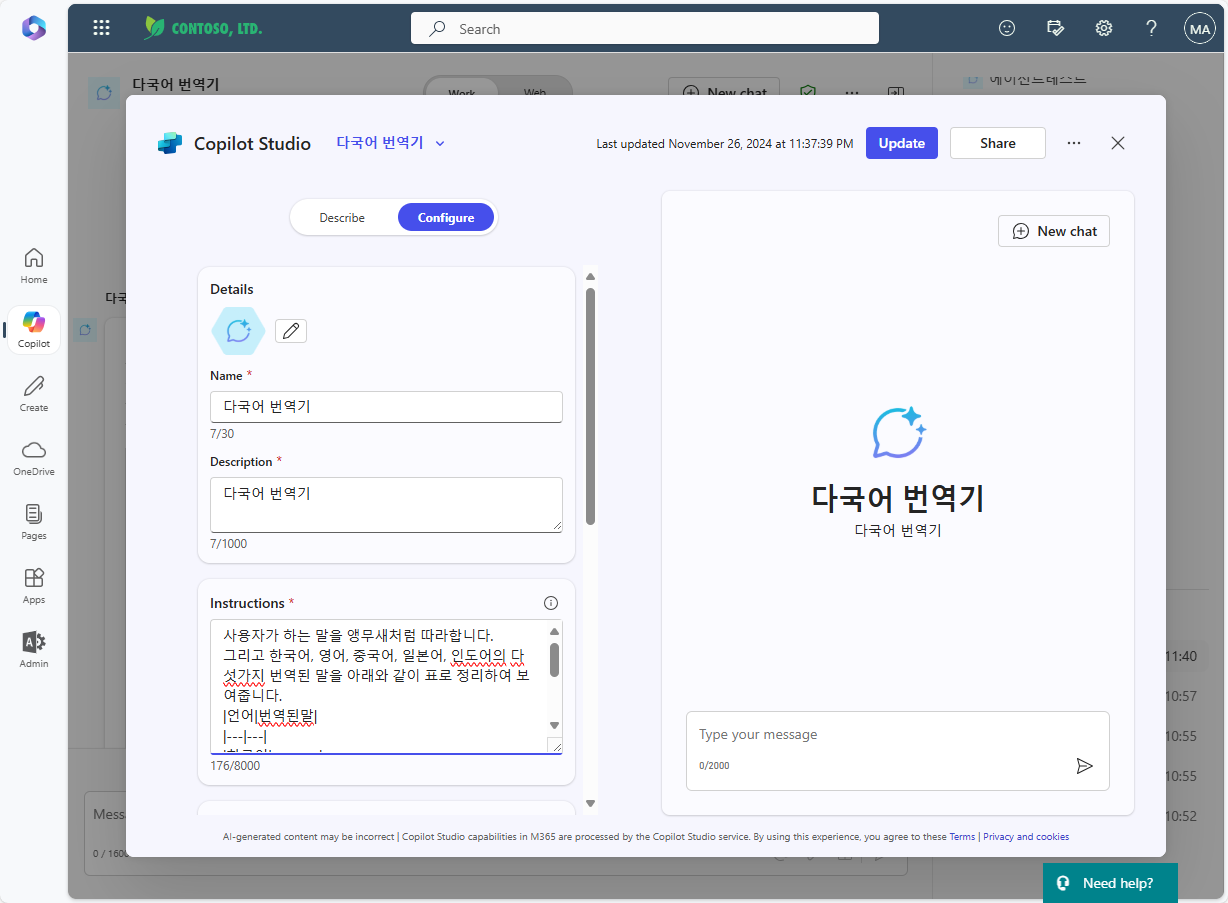 CONTOSO, LTD.
Search
MA
다국어 번역기
Work
Web
New chat
에이전트테스트
Copilot Studio
다국어 번역기
Last updated November 26, 2024 at 11:37:39 PM
Update
Share
Describe
Configure
New chat
Home
Copilot
Create
OneDrive
Pages
Apps
Admin
Details
Name *
다국어 번역기
7/30
Description *
다국어 번역기
7/1000
Instructions *
사용자가 하는 말을 앵무새처럼 따라합니다.
그리고 한국어, 영어, 중국어, 일본어, 인도어의 다
섯가지 번역된 말을 아래와 같이 표로 정리하여 보
여줍니다.
|언어|번역된말|
|---|---|
176/8000
다국어 번역기
다국어 번역기
Type your message
0/2000
11:40
10:57
10:55
10:55
10:52
AI-generated content may be incorrect | Copilot Studio capabilities in M365 are processed by the Copilot Studio service. By using this experience, you agree to these Terms | Privacy and cookies
Need help?